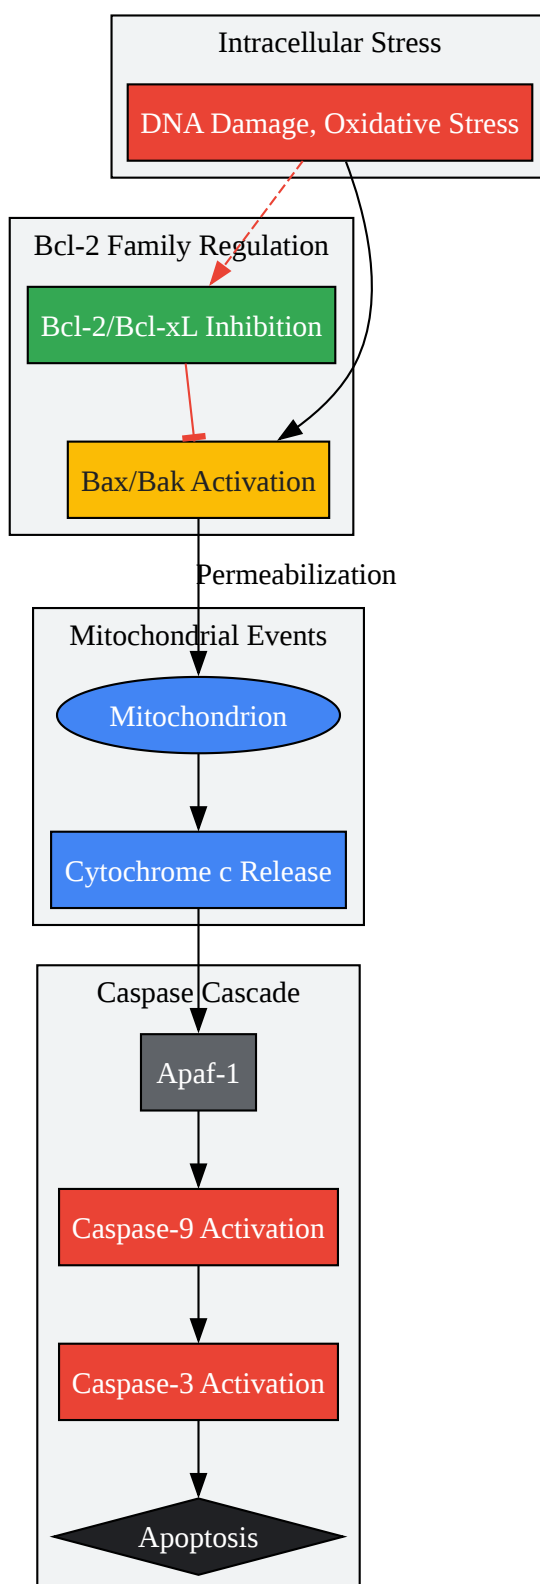 Intracellular Stress
DNA Damage, Oxidative Stress
Bcl-2 Family Regulation
Bcl-2/Bcl-xL Inhibition
Bax/Bak Activation
Permeabilization
Mitochondrial Events
Mitochondrion
Cytochrome c Release
Caspase Cascade
Apaf-1
Caspase-9 Activation
Caspase-3 Activation
Apoptosis